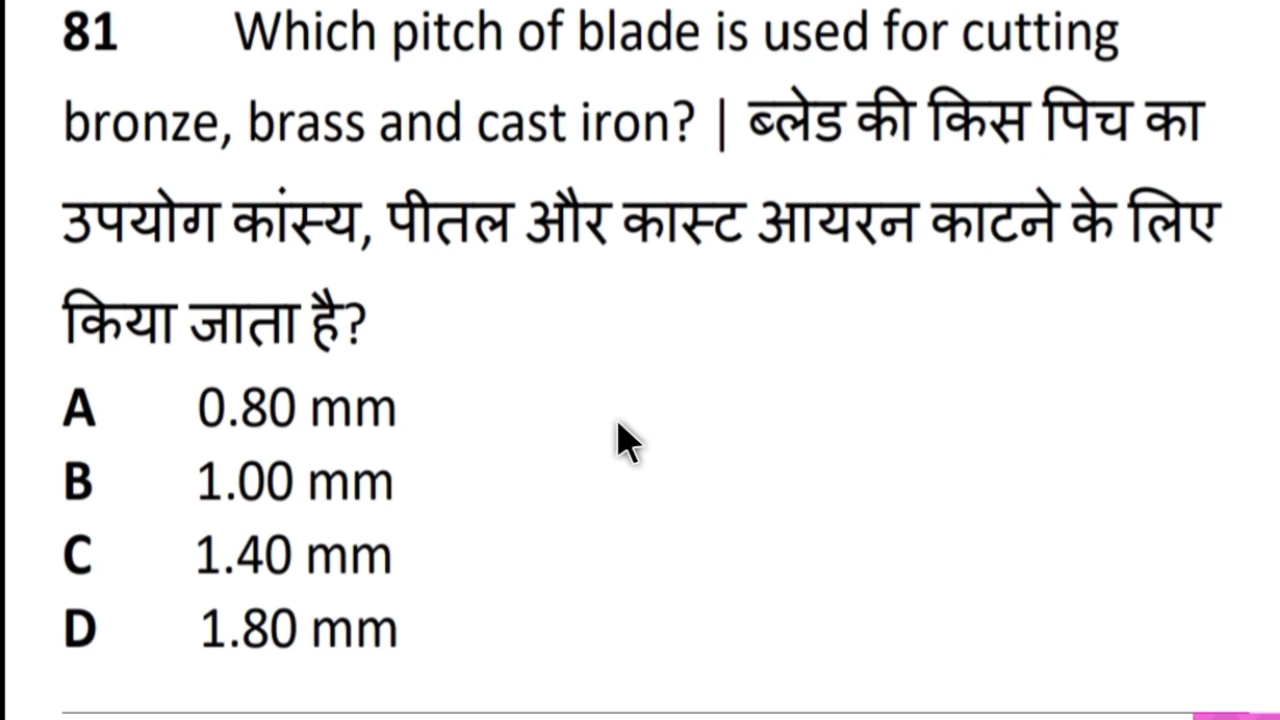 81 Which pitch of blade is used for cutting
bronze, brass and cast iron? | ब्लेड की किस पिच का
उपयोग कांस्य, पीतल और कास्ट आयरन काटने के लिए
किया जाता है?
A 0.80 mm
B 1.00 mm
C 1.40 mm
D 1.80 mm